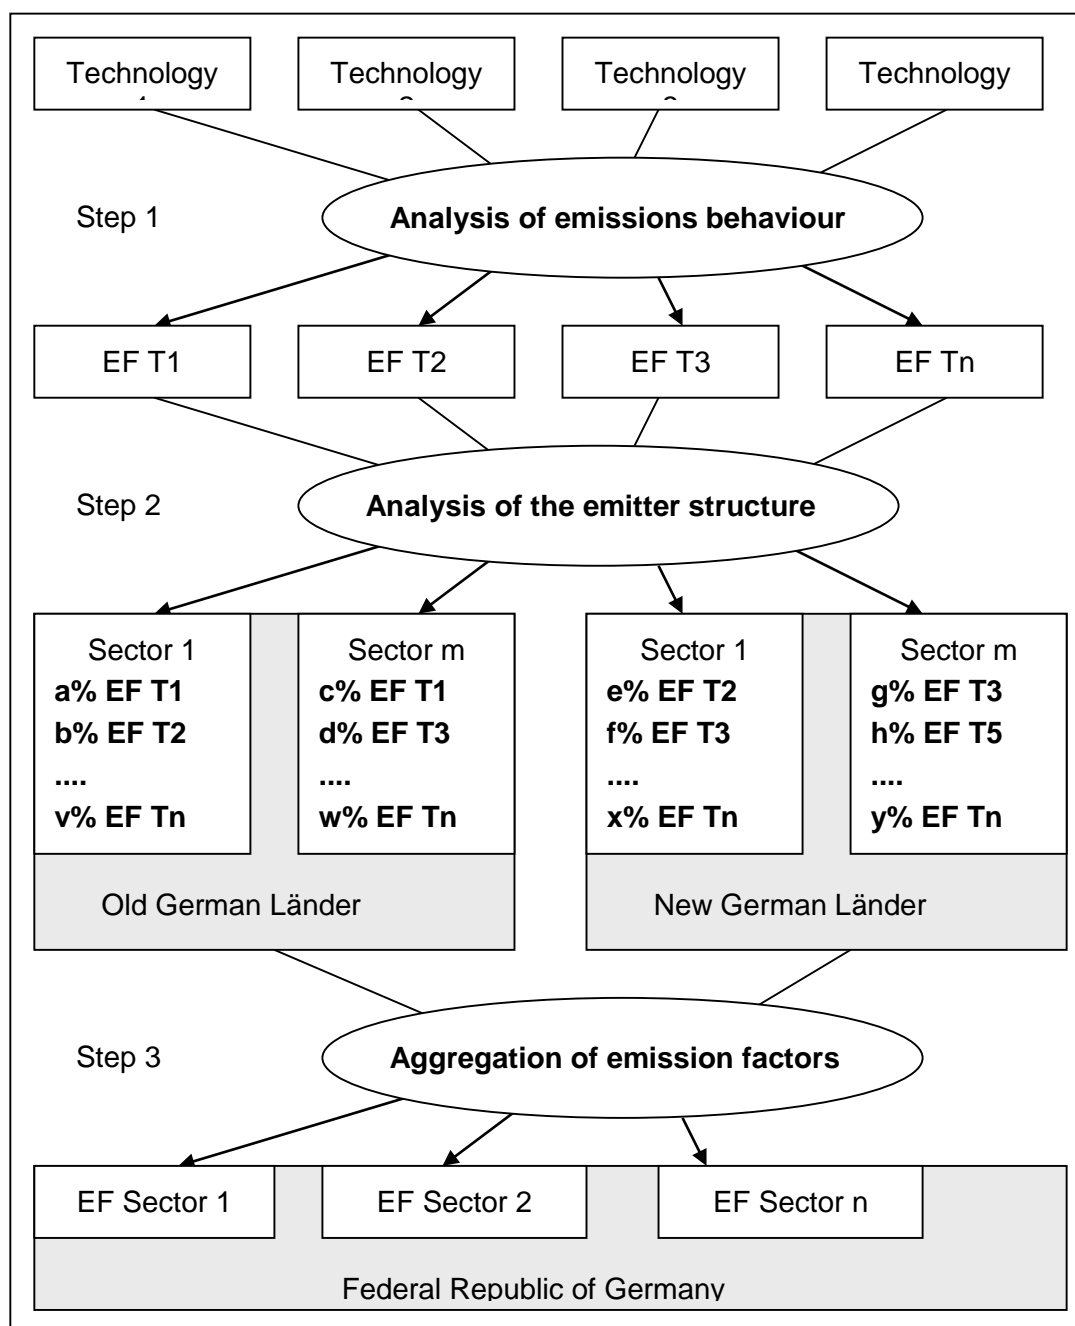 Technology
Technology
Technology
Technology
Step 1
Analysis of emissions behaviour
EF T1
EF T2
EF T3
EF Tn
Step 2
Analysis of the emitter structure
Sector 1
a% EF T1
b% EF T2
....
v% EF Tn
Sector m
c% EF T1
d% EF T3
....
w% EF Tn
Sector 1
e% EF T2
f% EF T3
....
x% EF Tn
Sector m
g% EF T3
h% EF T5
....
y% EF Tn
Old German Länder
New German Länder
Step 3
Aggregation of emission factors
EF Sector 1
EF Sector 2
EF Sector n
Federal Republic of Germany